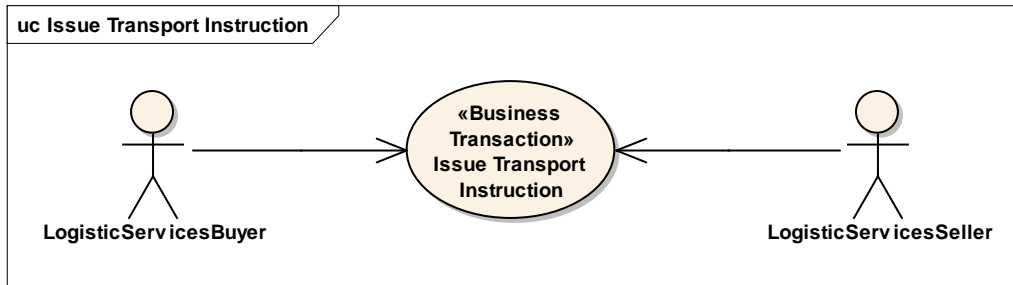 uc Issue Transport Instruction
«Business
Transaction»
Issue Transport
Instruction
LogisticServicesBuyer
LogisticServicesSeller